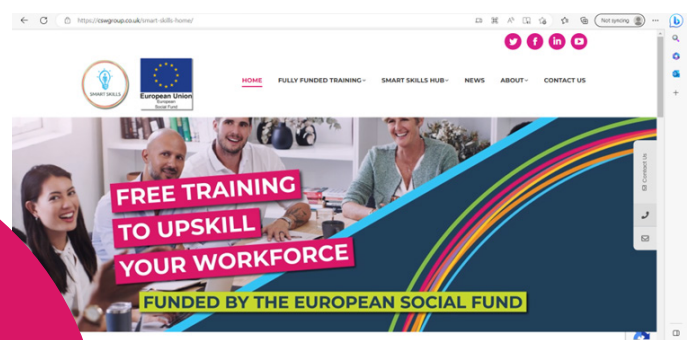 https://cswgroup.co.uk/smart-skills-home/
Not syncing
SMART SKILLS
European Union
European
Social Fund
HOME
FULLY FUNDED TRAINING
SMART SKILLS HUB
NEWS
ABOUT
CONTACT US
FREE TRAINING
TO UPSKILL
YOUR WORKFORCE
FUNDED BY THE EUROPEAN SOCIAL FUND
Contact Us